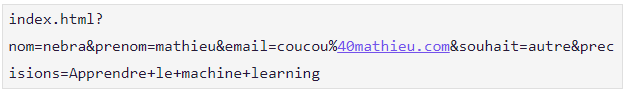 index.html?
nom=nebra&prenom=mathieu&email=coucou%40mathieu.com&souhait=autre&prec
isions=Apprendre+le+machine+learning